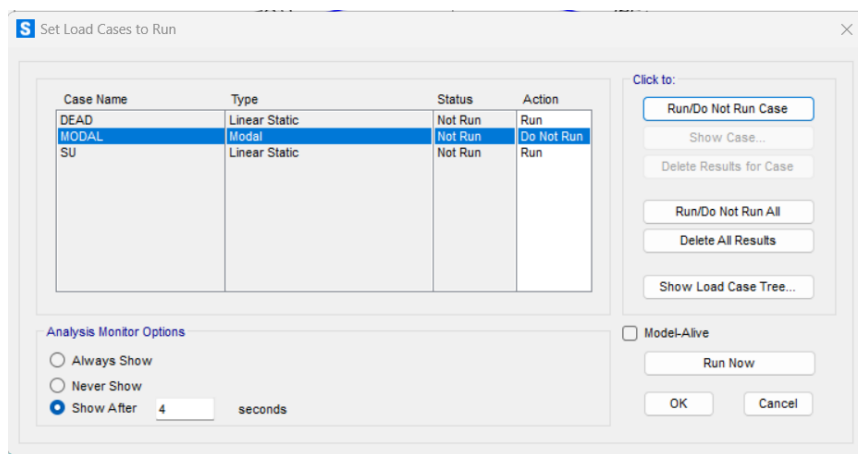 S Set Load Cases to Run
Click to:
Case Name Type Status Action
DEAD Linear Static Not Run Run
MODAL Modal Not Run Do Not Run
SU Linear Static Not Run Run
Run/Do Not Run Case
Show Case...
Delete Results for Case
Run/Do Not Run All
Delete All Results
Show Load Case Tree...
Analysis Monitor Options
Always Show
Never Show
Show After 4 seconds
Model-Alive
Run Now
OK Cancel